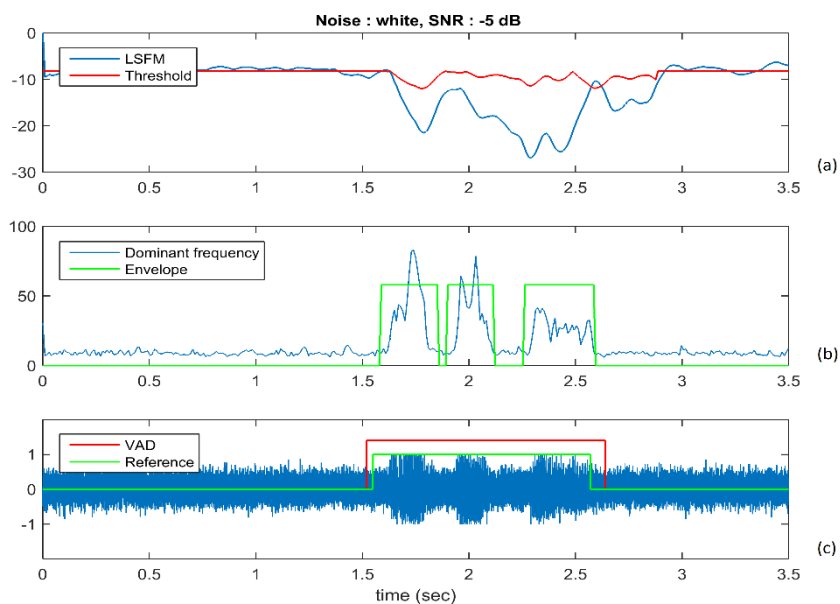 Noise : white, SNR : -5 dB
0
-10
-20
-30
LSFM
Threshold
0 0.5 1 1.5 2 2.5 3 3.5
(a)
100
50
0
Dominant frequency
Envelope
0 0.5 1 1.5 2 2.5 3 3.5
(b)
1
0
-1
VAD
Reference
0 0.5 1 1.5 2 2.5 3 3.5
(c)
time (sec)